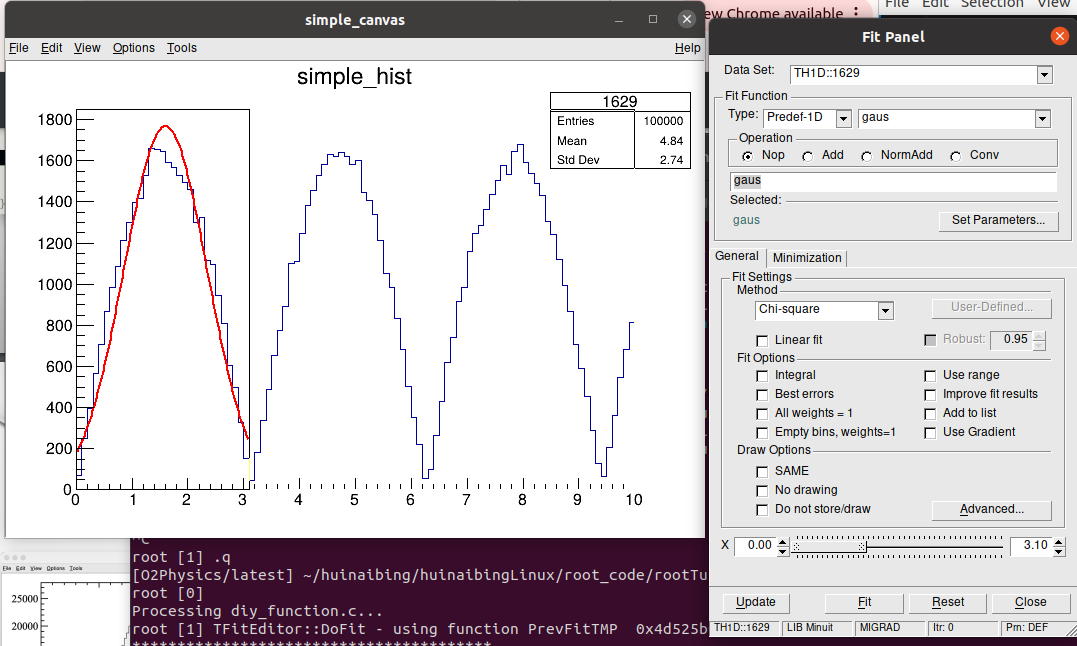 simple_canvas
File Edit View Options Tools Help
simple_hist
1629
Entries 100000
Mean 4.84
Std Dev 2.74
1800
1600
1400
1200
1000
800
600
400
200
0
0 1 2 3 4 5 6 7 8 9 10
ew Chrome available
File Edit Selection View
Fit Panel
Data Set: TH1D::1629
Fit Function
Type: Predef-1D gaus
Operation
Nop Add NormAdd Conv
gaus
Selected:
gaus Set Parameters...
General Minimization
Fit Settings
Method
Chi-square User-Defined...
Linear fit Robust: 0.95
Fit Options
Integral Use range
Best errors Improve fit results
All weights = 1 Add to list
Empty bins, weights=1 Use Gradient
Draw Options
SAME
No drawing
Do not store/draw Advanced...
X 0.00 3.10
Update Fit Reset Close
TH1D::1629 LIB Minuit MIGRAD Itr: 0 Prn: DEF
^C
root [1] .q
[O2Physics/latest] ~/huinaibing/huinaibingLinux/root_code/rootTu
root [0]
Processing diy_function.c...
root [1] TFitEditor::DoFit - using function PrevFitTMP 0x4d525b
File Edit View Options Tools
25000
20000